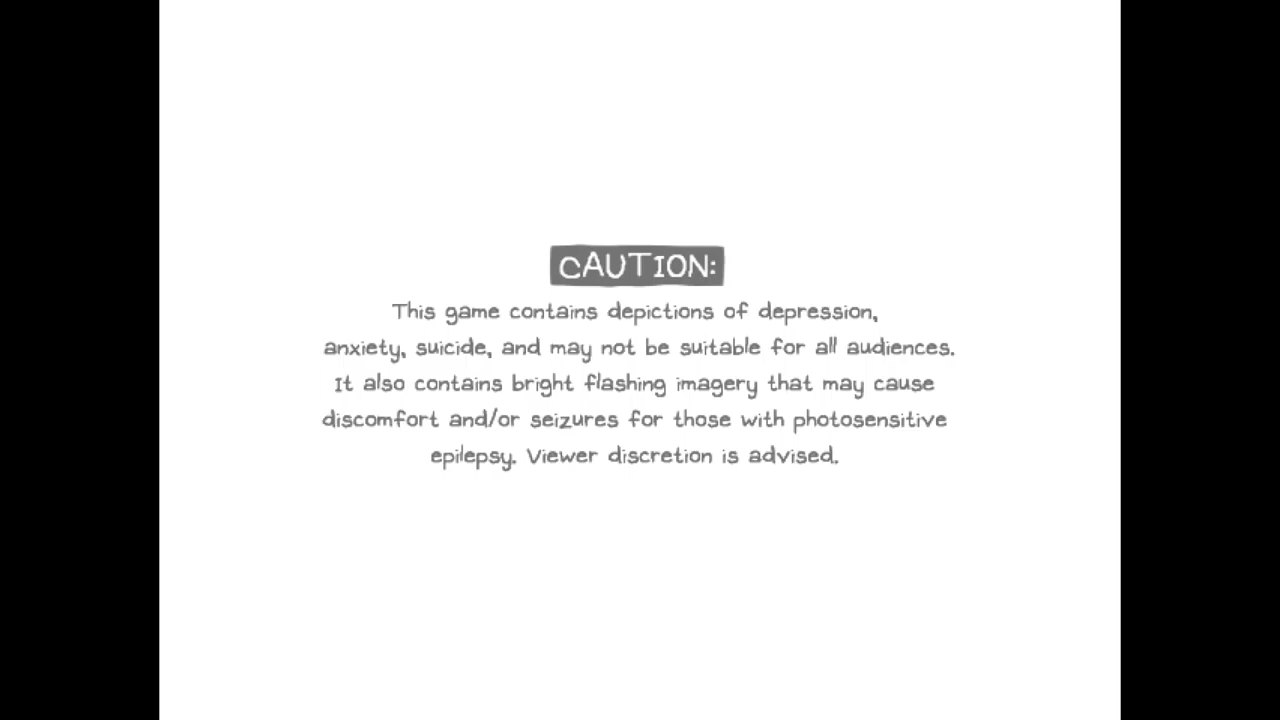 CAUTION:
This game contains depictions of depression,
anxiety, suicide, and may not be suitable for all audiences.
It also contains bright flashing imagery that may cause
discomfort and/or seizures for those with photosensitive
epilepsy. Viewer discretion is advised.